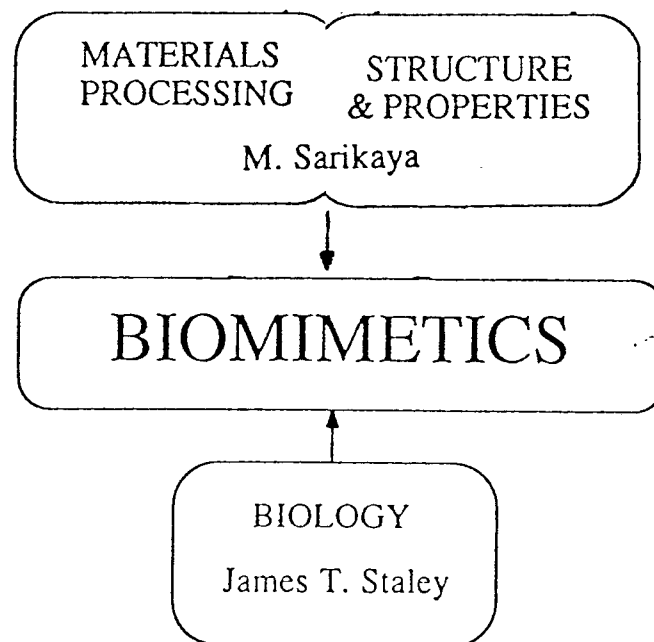 MATERIALS
PROCESSING
STRUCTURE
& PROPERTIES
M. Sarikaya
BIOMIMETICS
BIOLOGY
James T. Staley